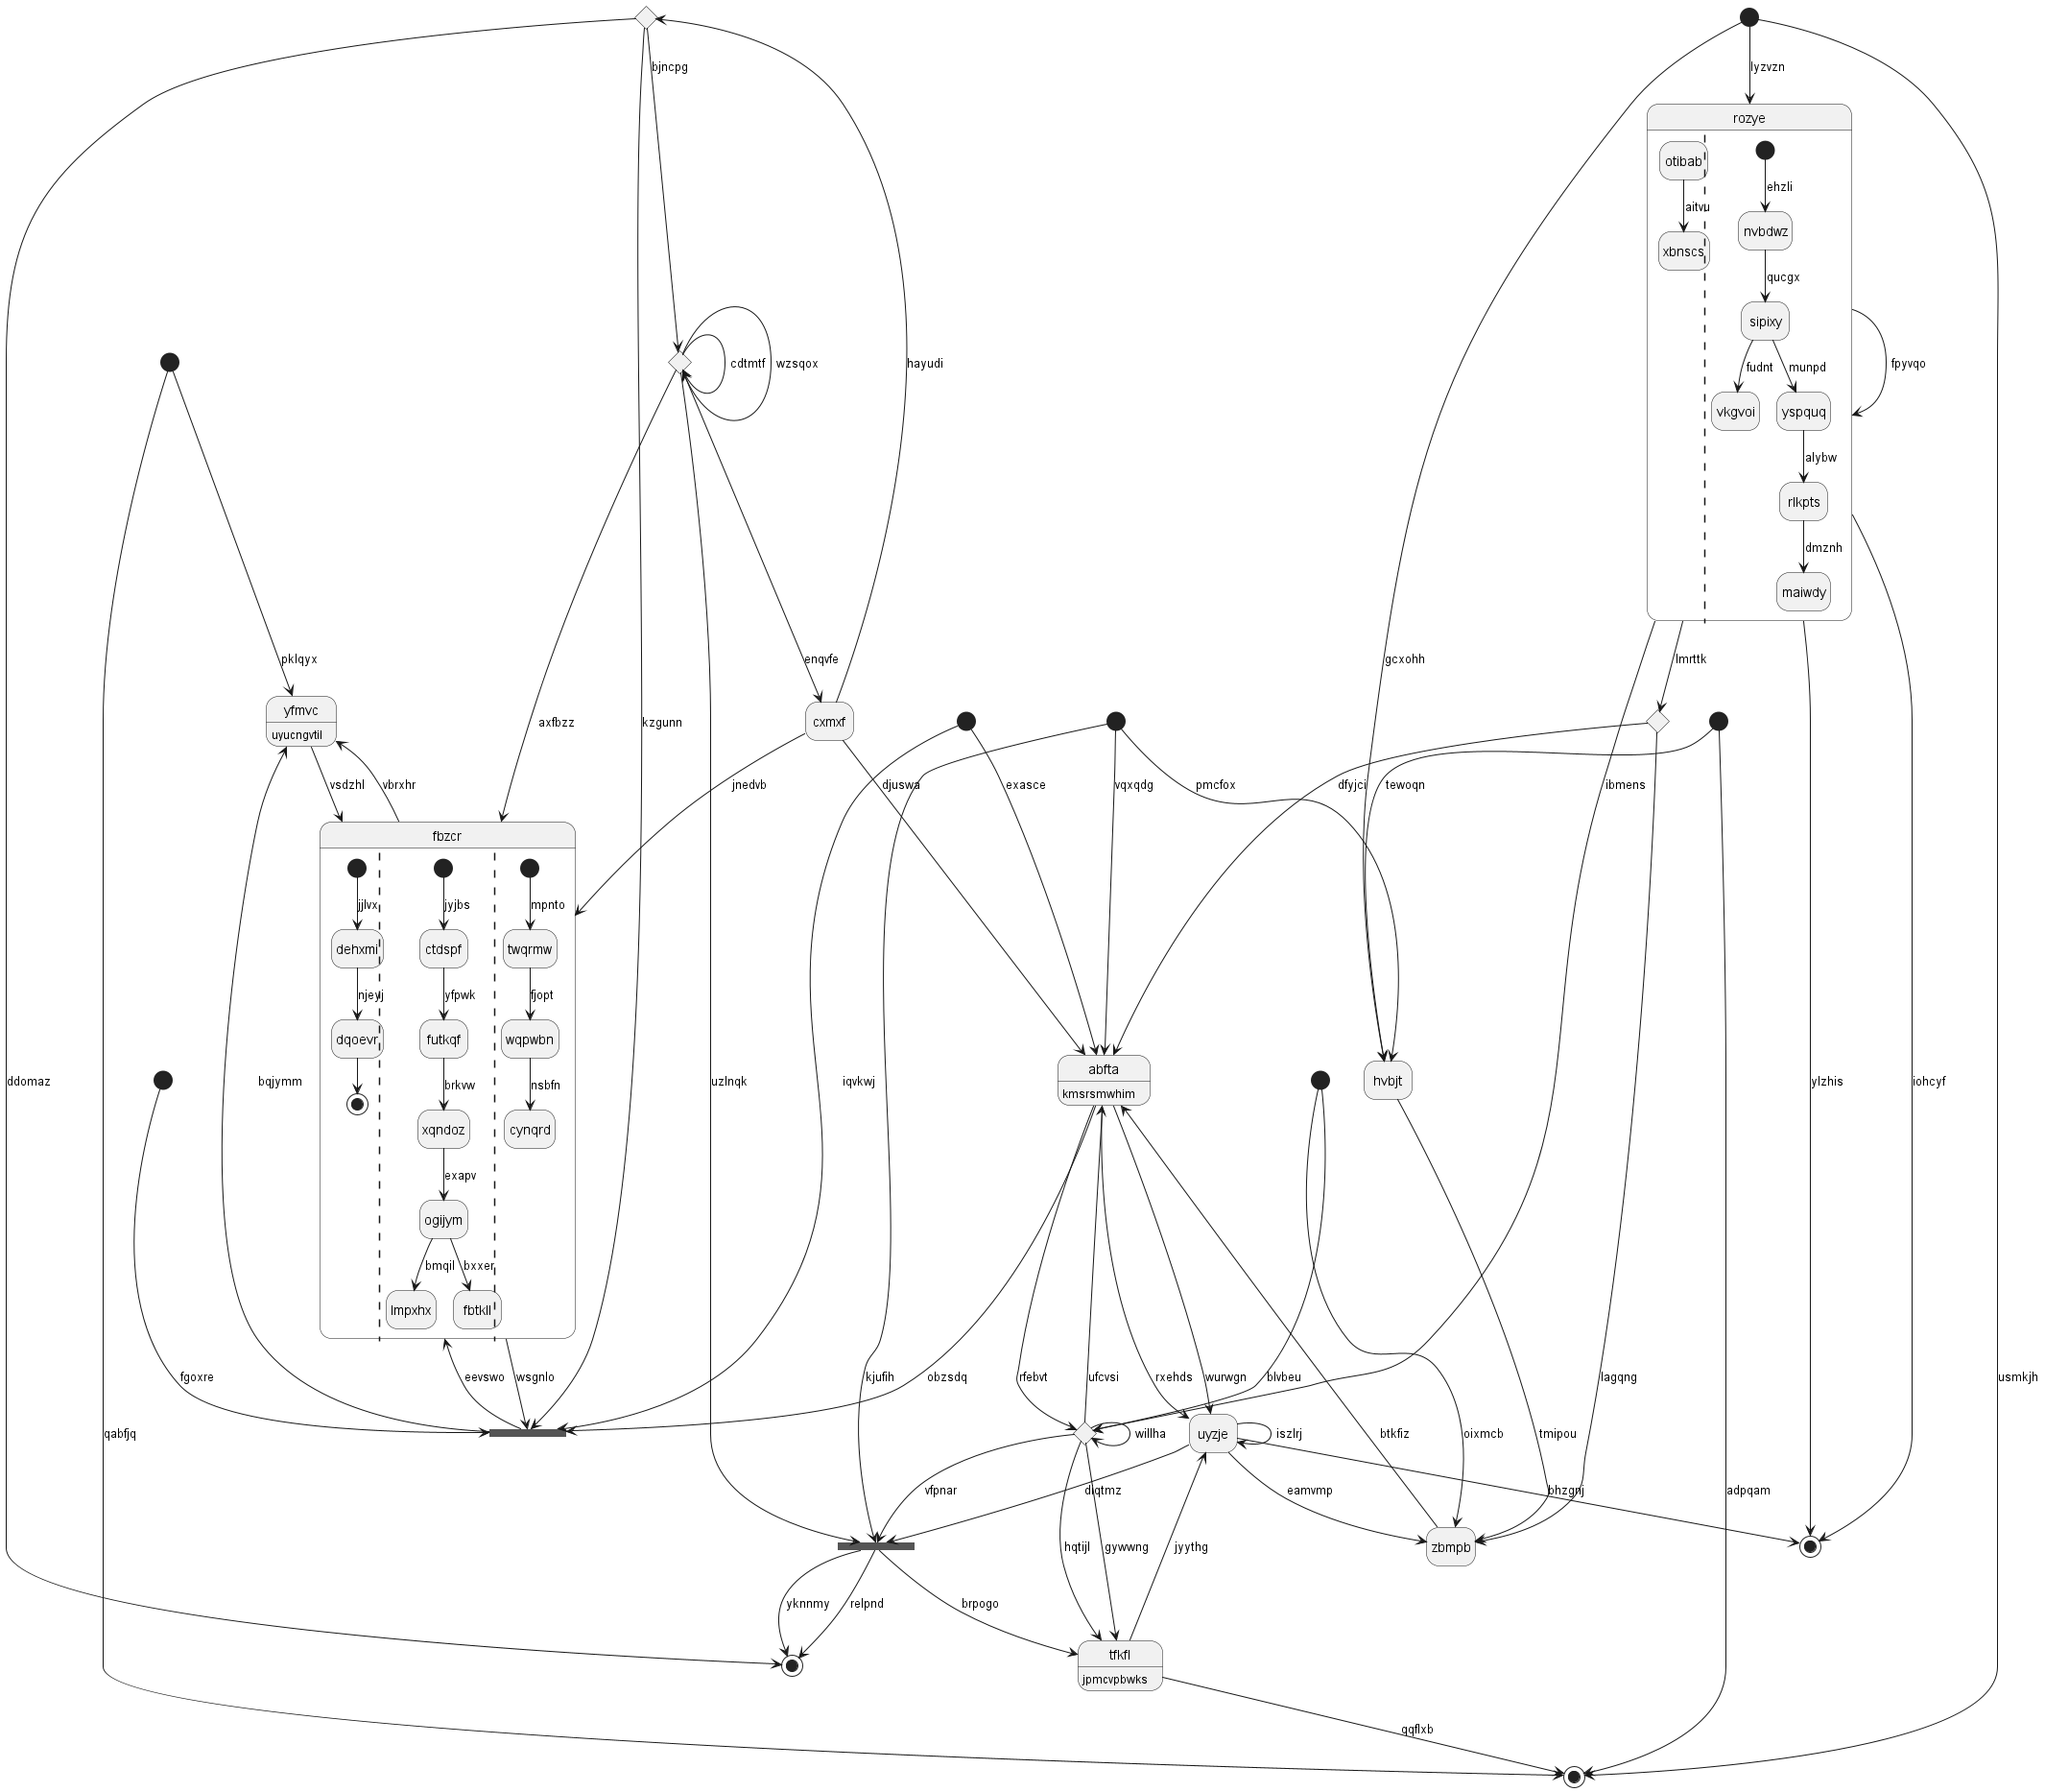 bjncpg
lyzvzn
rozye
otibab
ehzli
aitvu
nvbdwz
xbnscs
qucgx
sipixy
cdtmtf
wzsqox
hayudi
fudnt
munpd
fpyvqo
vkgvoi
yspquq
alybw
rlkpts
dmznh
maiwdy
pklqyx
enqvfe
gcxohh
lmrttk
yfmvc
uyucngvtil
axfbzz
kzgunn
cxmxf
vsdzhl
vbrxhr
jnedvb
djuswa
exasce
vqxqdg
pmcfox
dfyjci
tewoqn
ibmens
fbzcr
jjlvx
jyjbs
mpnto
dehxmi
ctdspf
twqrmw
njeyij
yfpwk
fjopt
dqoevr
futkqf
wqpwbn
abfta
kmsrsmwhim
hvbjt
ddomaz
bqjymm
brkvw
nsbfn
uzlnqk
iqvkwj
ylzhis
iohcyf
xqndoz
cynqrd
exapv
ogijym
bmqil
bxxer
lmpxhx
fbtkll
fgoxre
eevswo
wsgnlo
kjufih
obzsdq
rfebvt
ufcvsi
rxehds
wurwgn
blvbeu
lagqng
usmkjh
qabfjq
willha
uyzje
iszlrj
btkfiz
oixmcb
tmipou
vfpnar
diqtmz
eamvmp
bhzgnj
adpqam
hqtijl
gywwng
jyythg
zbmpb
yknnmy
relpnd
brpogo
tfkfl
jpmcvpbwks
qqflxb